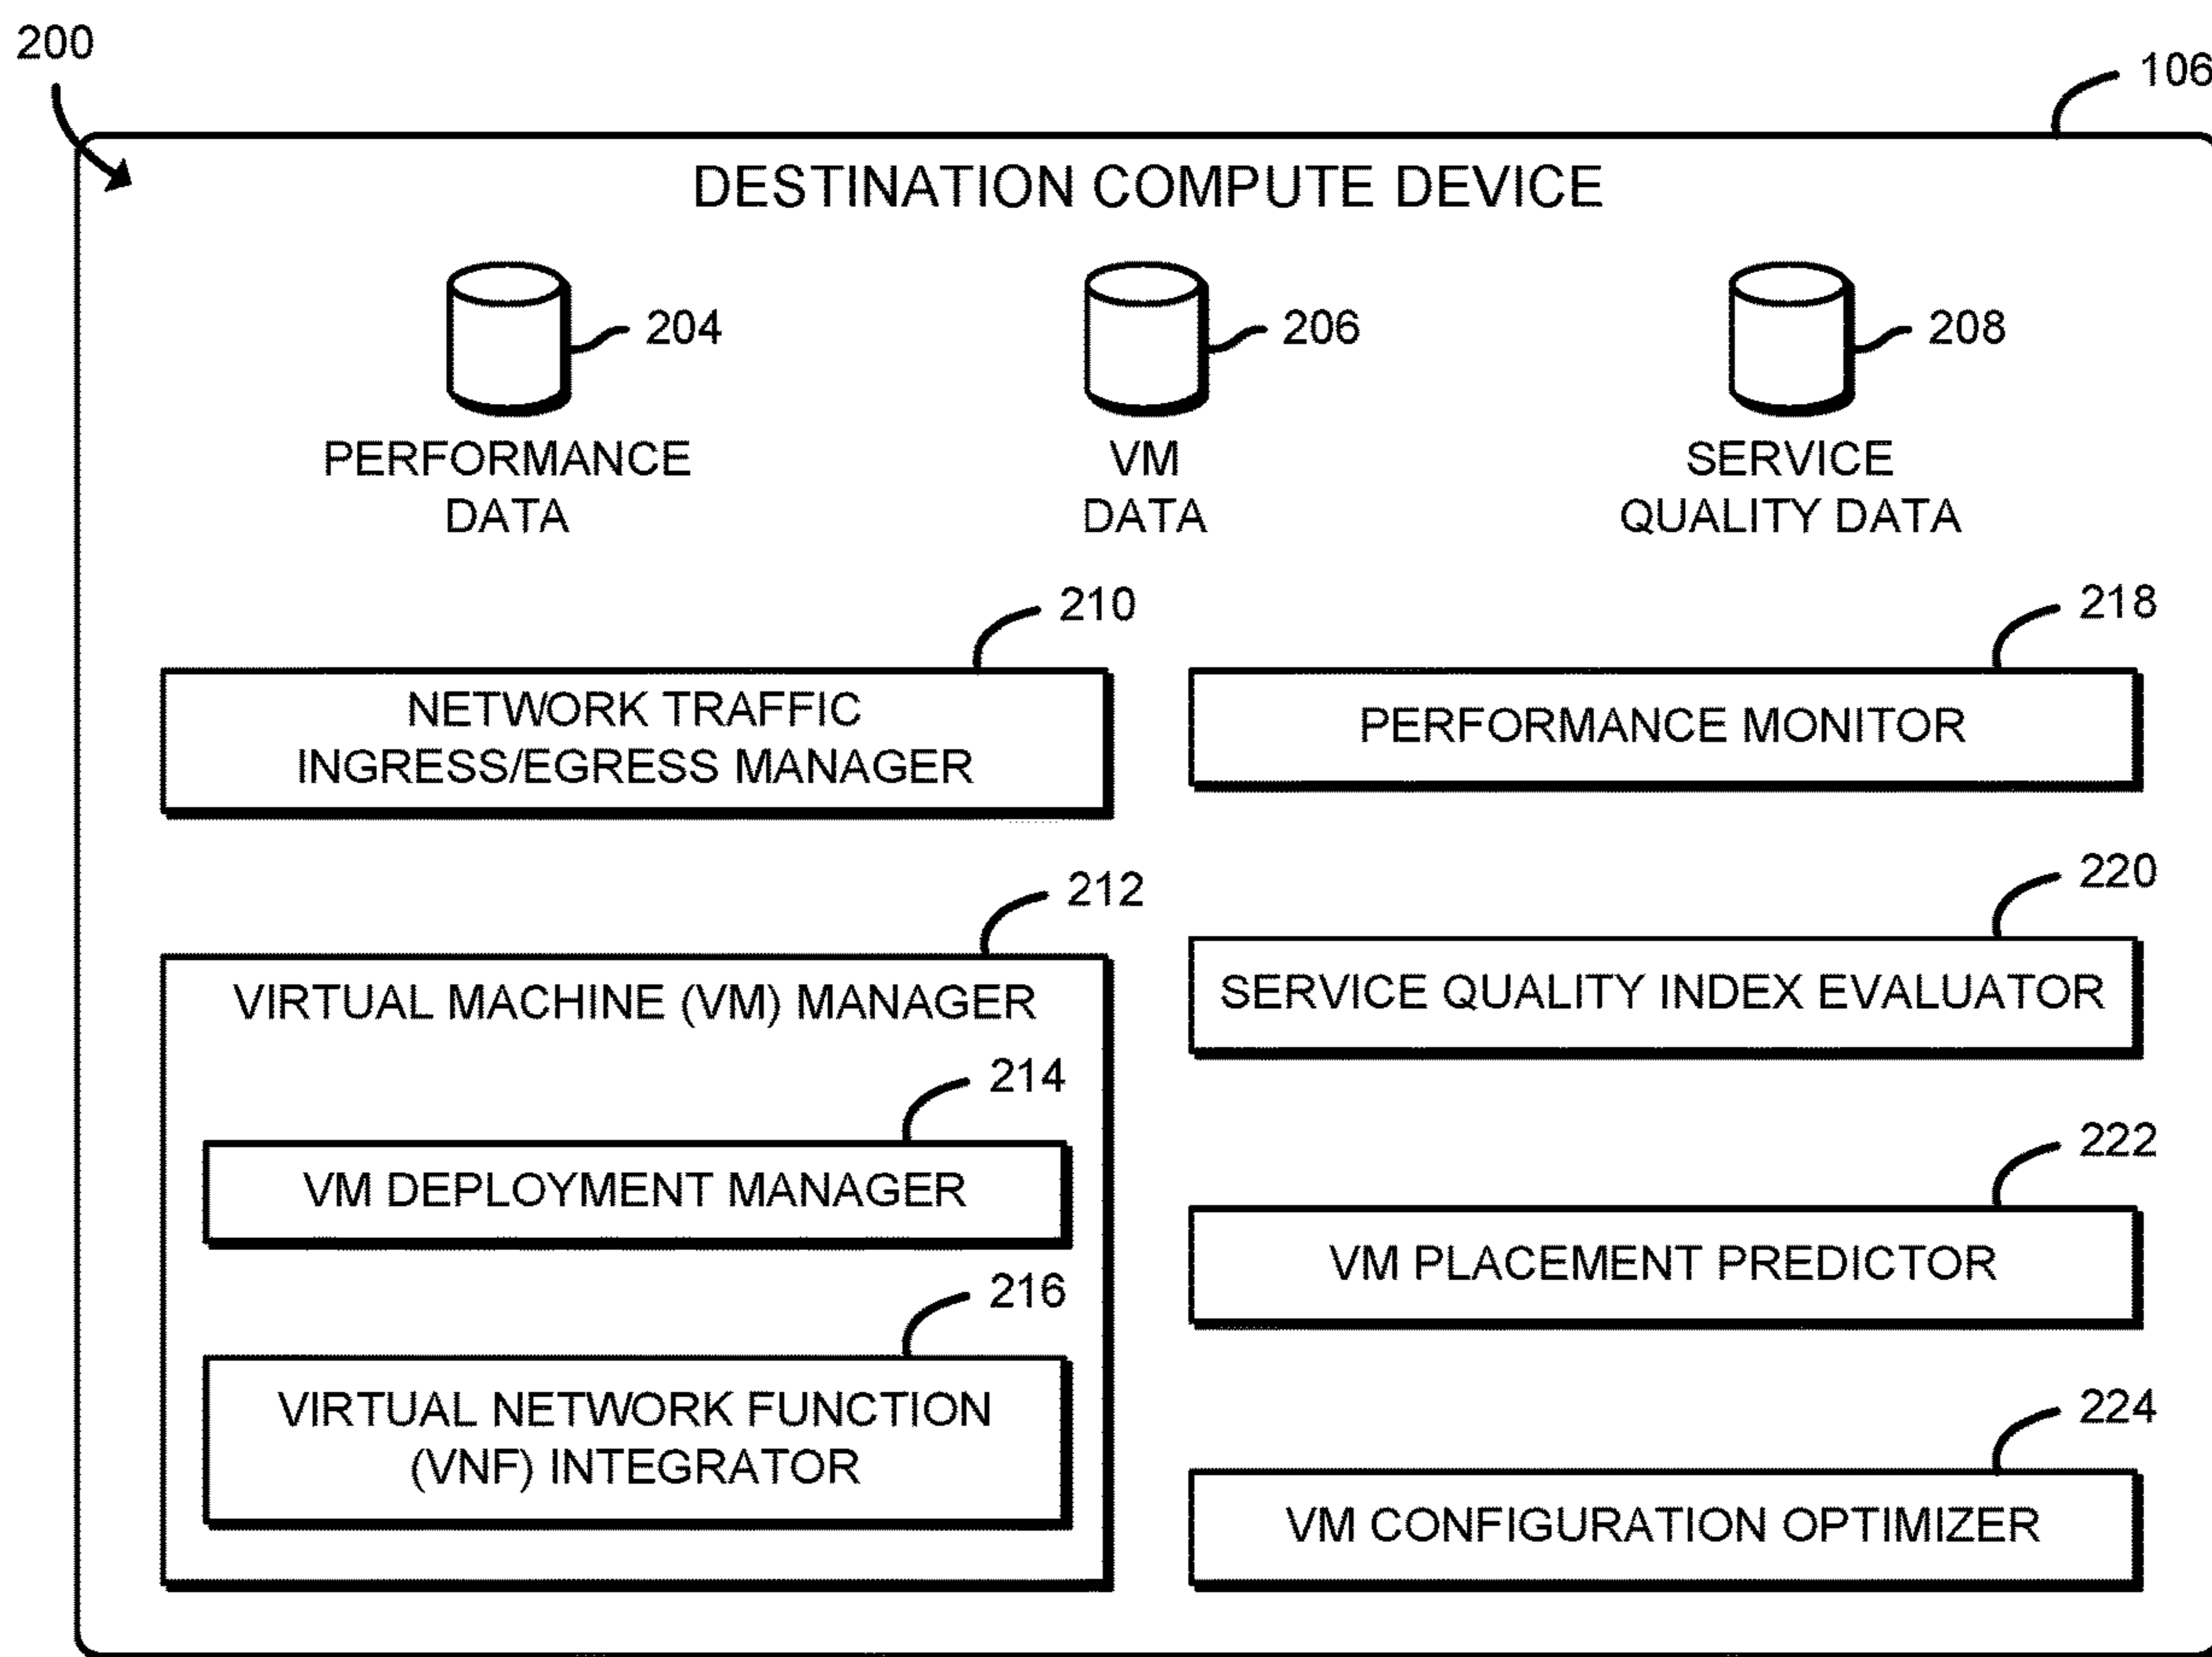 200
106
DESTINATION COMPUTE DEVICE
204
206
208
PERFORMANCE
DATA
VM
DATA
SERVICE
QUALITY DATA
210
NETWORK TRAFFIC
INGRESS/EGRESS MANAGER
212
VIRTUAL MACHINE (VM) MANAGER
214
VM DEPLOYMENT MANAGER
216
VIRTUAL NETWORK FUNCTION
(VNF) INTEGRATOR
218
PERFORMANCE MONITOR
220
SERVICE QUALITY INDEX EVALUATOR
222
VM PLACEMENT PREDICTOR
224
VM CONFIGURATION OPTIMIZER